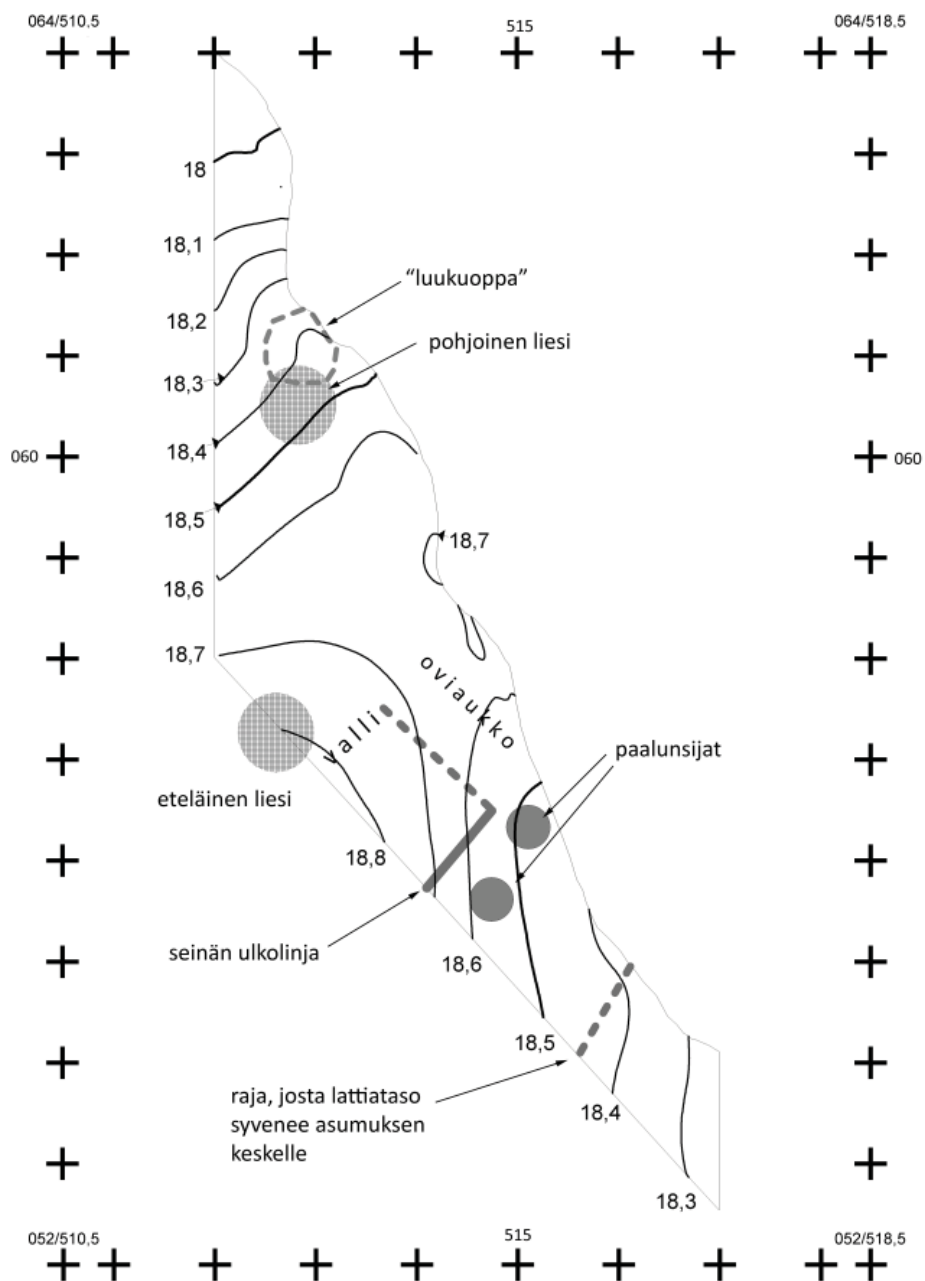 064/510,5
515
064/518,5
18
18,1
"luukuoppa"
18,2
pohjoinen liesi
18,3
18,4
060
060
18,5
18,7
18,6
18,7
oviaukko
valli
paalunsijat
eteläinen liesi
18,8
seinän ulkolinja
18,6
18,5
raja, josta lattiataso
syvenee asumuksen
keskelle
18,4
18,3
052/510,5
515
052/518,5